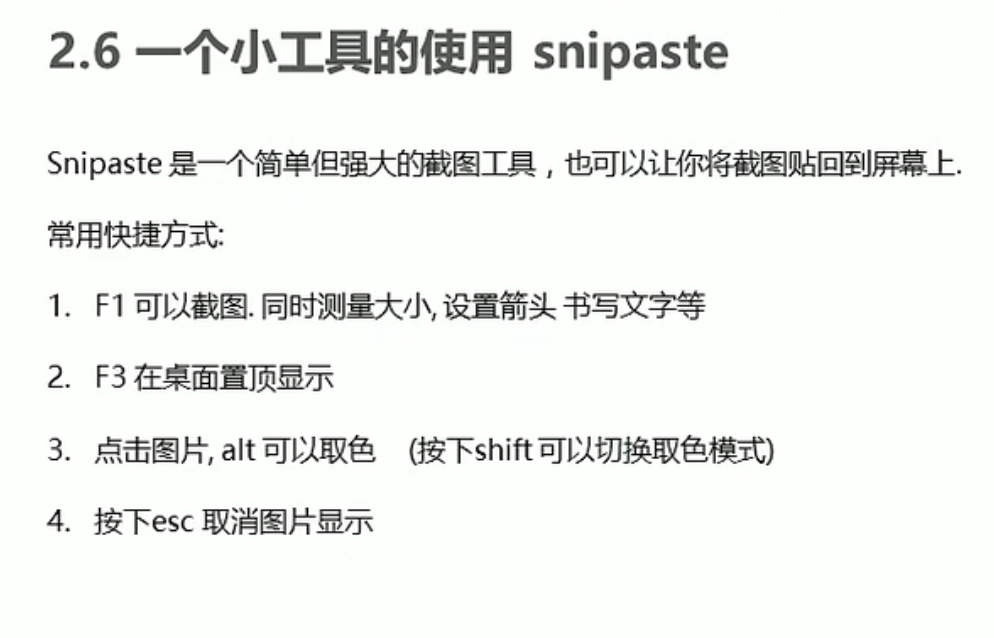 2.6 一个小工具的使用 snipaste
Snipaste 是一个简单但强大的截图工具，也可以让你将截图贴回到屏幕上.
常用快捷方式:
1. F1 可以截图. 同时测量大小, 设置箭头 书写文字等
2. F3 在桌面置顶显示
3. 点击图片, alt 可以取色 (按下shift 可以切换取色模式)
4. 按下esc 取消图片显示